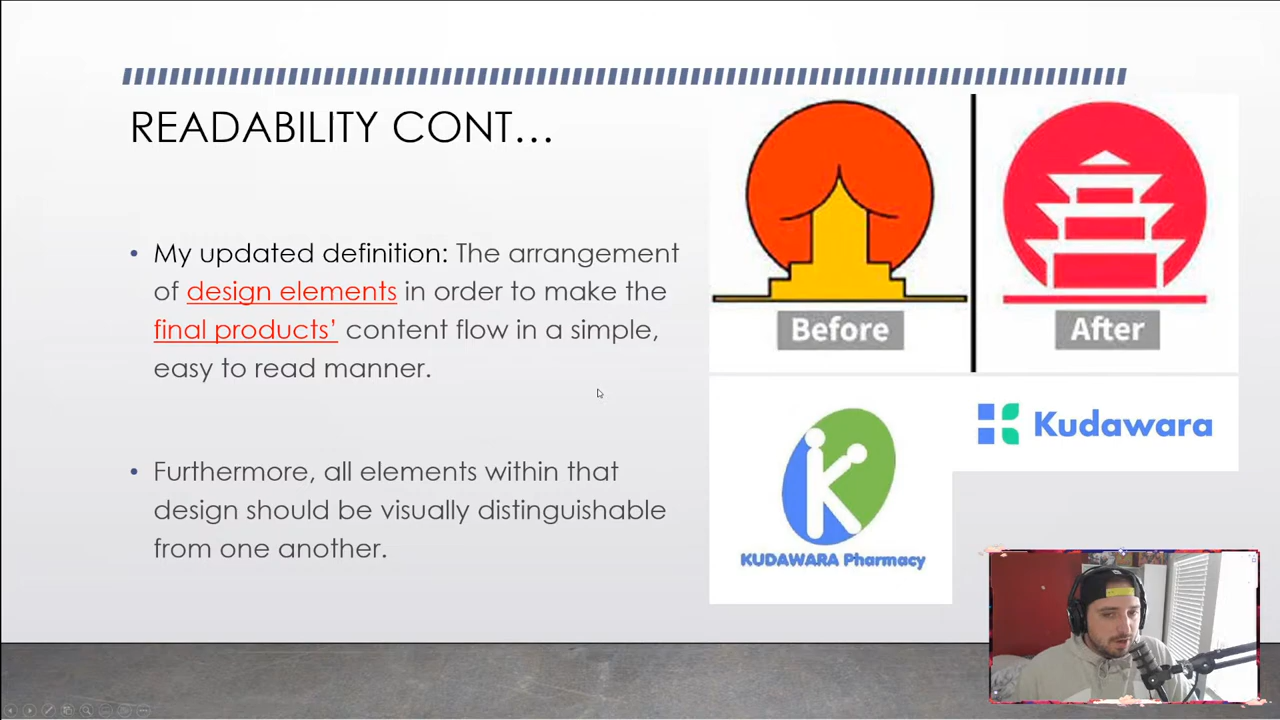 READABILITY CONT…
My updated definition: The arrangement
of design elements in order to make the
final products’ content flow in a simple,
easy to read manner.
Furthermore, all elements within that
design should be visually distinguishable
from one another.
Before
After
Kudawara
KUDAWARA Pharmacy